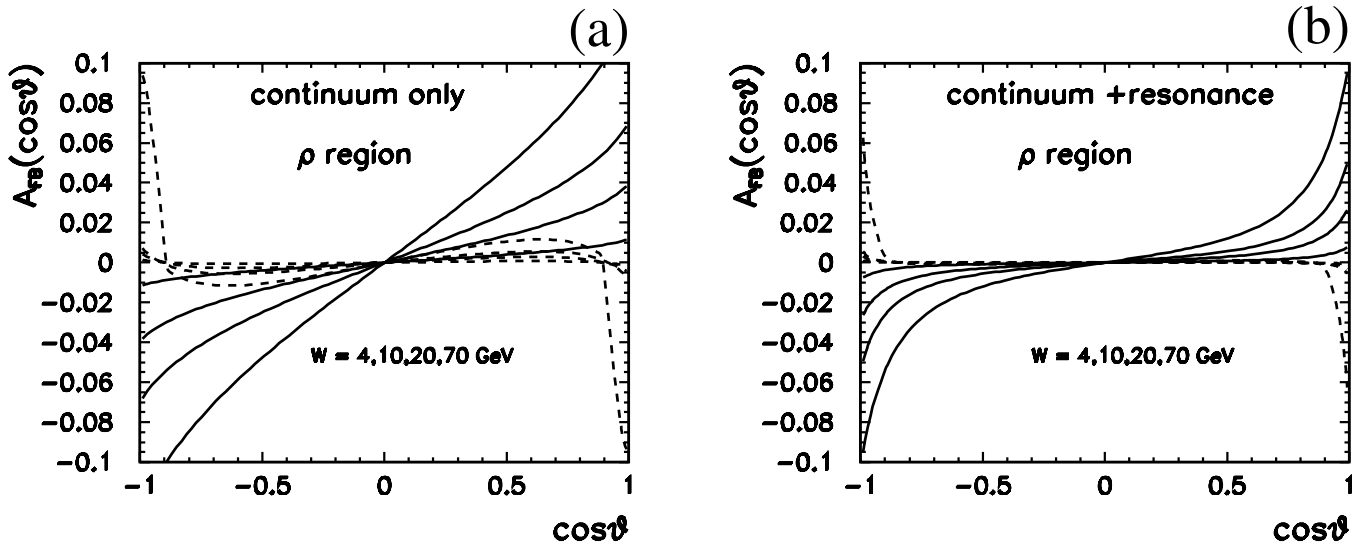 (a)
A_FB(cosϑ)
0.1
0.08
0.06
0.04
0.02
0
−0.02
−0.04
−0.06
−0.08
−0.1
continuum only
ρ region
W = 4,10,20,70 GeV
−1 −0.5 0 0.5 1
cosϑ
(b)
A_FB(cosϑ)
0.1
0.08
0.06
0.04
0.02
0
−0.02
−0.04
−0.06
−0.08
−0.1
continuum +resonance
ρ region
W = 4,10,20,70 GeV
−1 −0.5 0 0.5 1
cosϑ